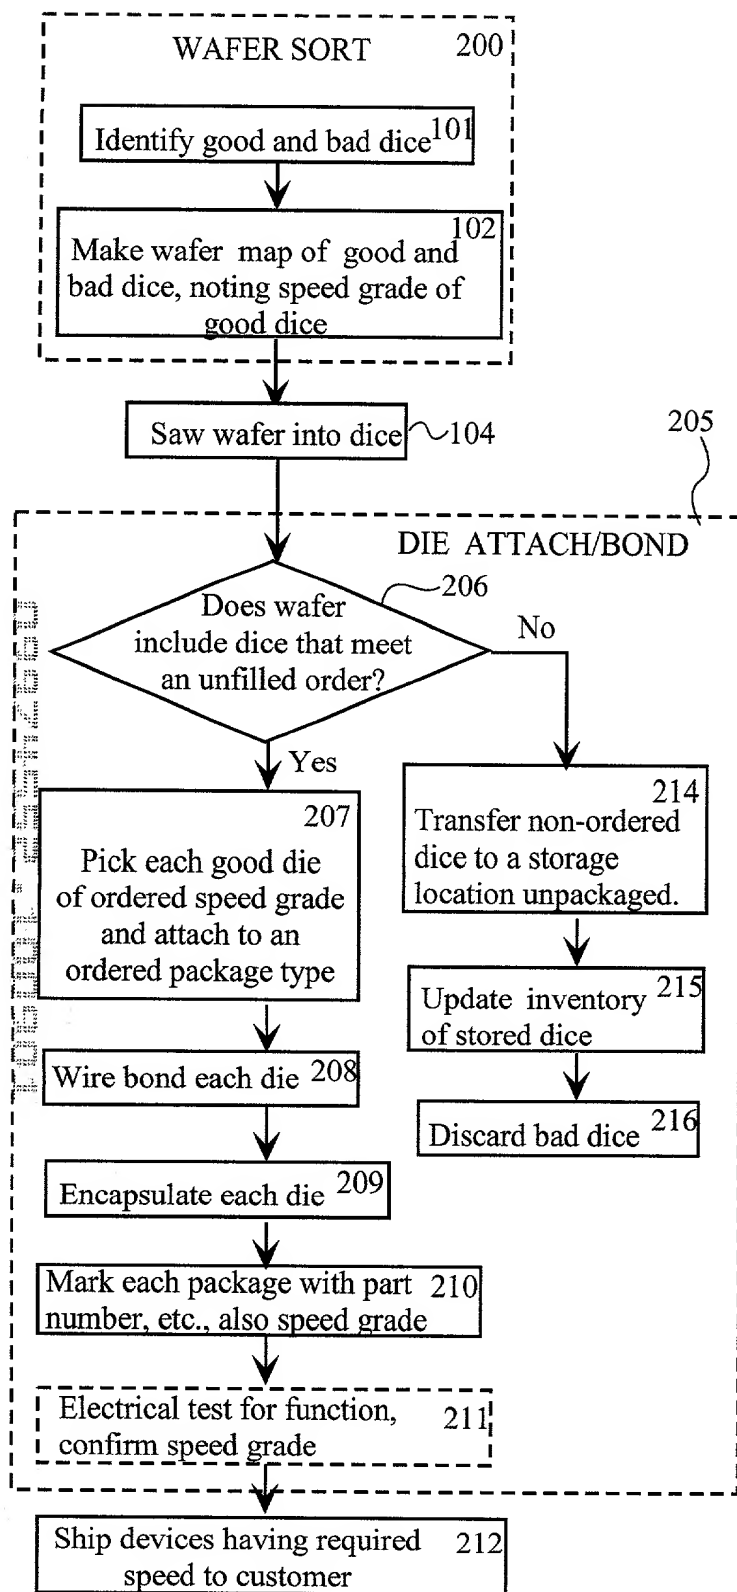 WAFER SORT 200
Identify good and bad dice 101
102
Make wafer map of good and
bad dice, noting speed grade of
good dice
Saw wafer into dice 104
205
DIE ATTACH/BOND
206
Does wafer
include dice that meet
an unfilled order?
No
Yes
207
Pick each good die
of ordered speed grade
and attach to an
ordered package type
214
Transfer non-ordered
dice to a storage
location unpackaged.
Update inventory 215
of stored dice
Wire bond each die 208
Discard bad dice 216
Encapsulate each die 209
Mark each package with part 210
number, etc., also speed grade
Electrical test for function, 211
confirm speed grade
Ship devices having required 212
speed to customer